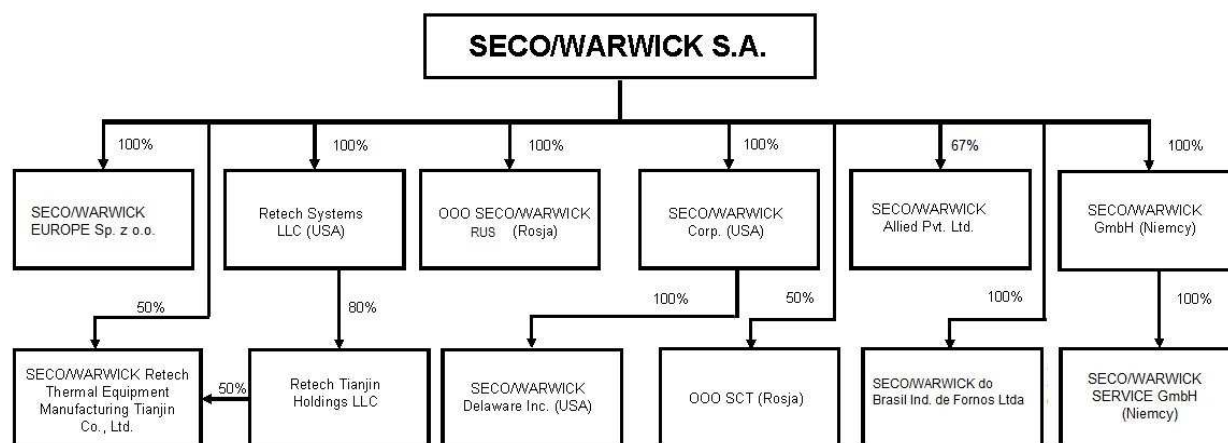 SECO/WARWICK S.A.
100%
100%
100%
100%
67%
100%
SECO/WARWICK
EUROPE Sp. z o.o.
Retech Systems
LLC (USA)
OOO SECO/WARWICK
RUS (Rosja)
SECO/WARWICK
Corp. (USA)
SECO/WARWICK
Allied Pvt. Ltd.
SECO/WARWICK
GmbH (Niemcy)
50%
80%
100%
50%
100%
100%
SECO/WARWICK Retech
Thermal Equipment
Manufacturing Tianjin
Co., Ltd.
50%
Retech Tianjin
Holdings LLC
SECO/WARWICK
Delaware Inc. (USA)
OOO SCT (Rosja)
SECO/WARWICK do
Brasil Ind. de Fornos Ltda
SECO/WARWICK
SERVICE GmbH
(Niemcy)